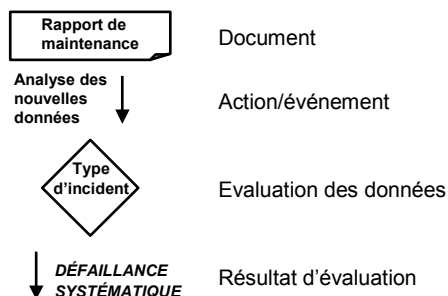 Rapport de
maintenance
Document
Analyse des
nouvelles
données
Action/événement
Type
d'incident
Evaluation des données
DÉFAILLANCE
SYSTÉMATIQUE
Résultat d'évaluation